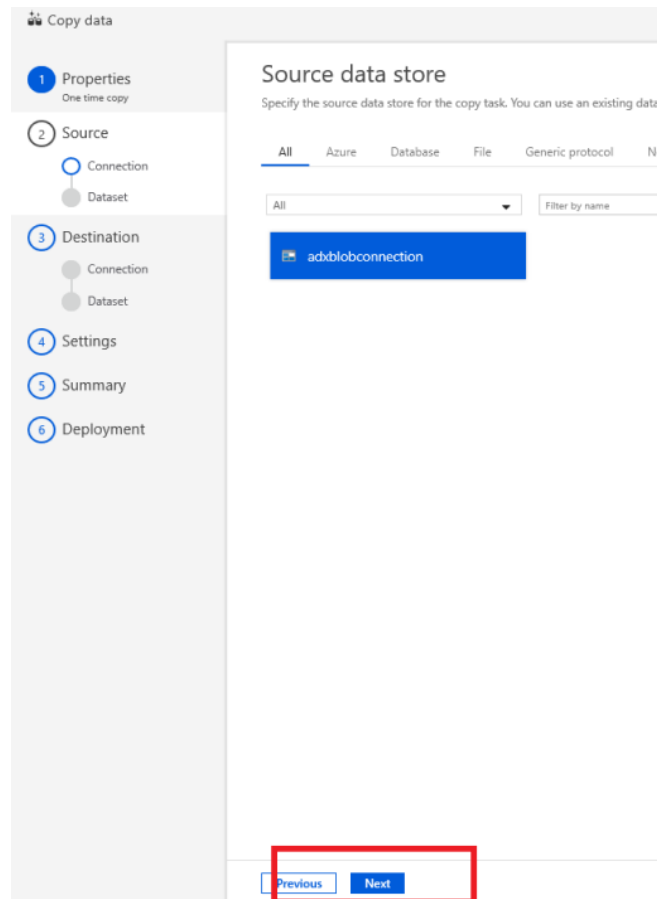 Copy data
1
Properties
One time copy
2
Source
Connection
Dataset
3
Destination
Connection
Dataset
4
Settings
5
Summary
6
Deployment
Source data store
Specify the source data store for the copy task. You can use an existing data
All Azure Database File Generic protocol N
All
Filter by name
adxblobconnection
Previous Next